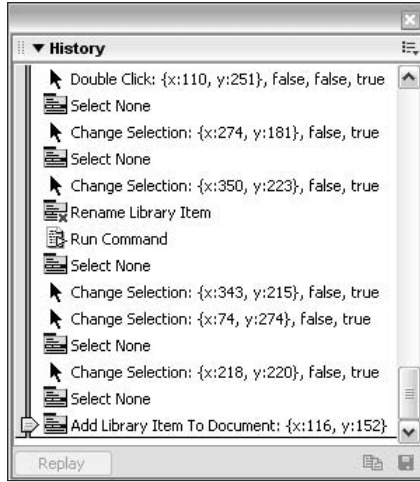 History
Double Click: {x:110, y:251}, false, false, true
Select None
Change Selection: {x:274, y:181}, false, true
Select None
Change Selection: {x:350, y:223}, false, true
Rename Library Item
Run Command
Select None
Change Selection: {x:343, y:215}, false, true
Change Selection: {x:74, y:274}, false, true
Select None
Change Selection: {x:218, y:220}, false, true
Select None
Add Library Item To Document: {x:116, y:152}
Replay